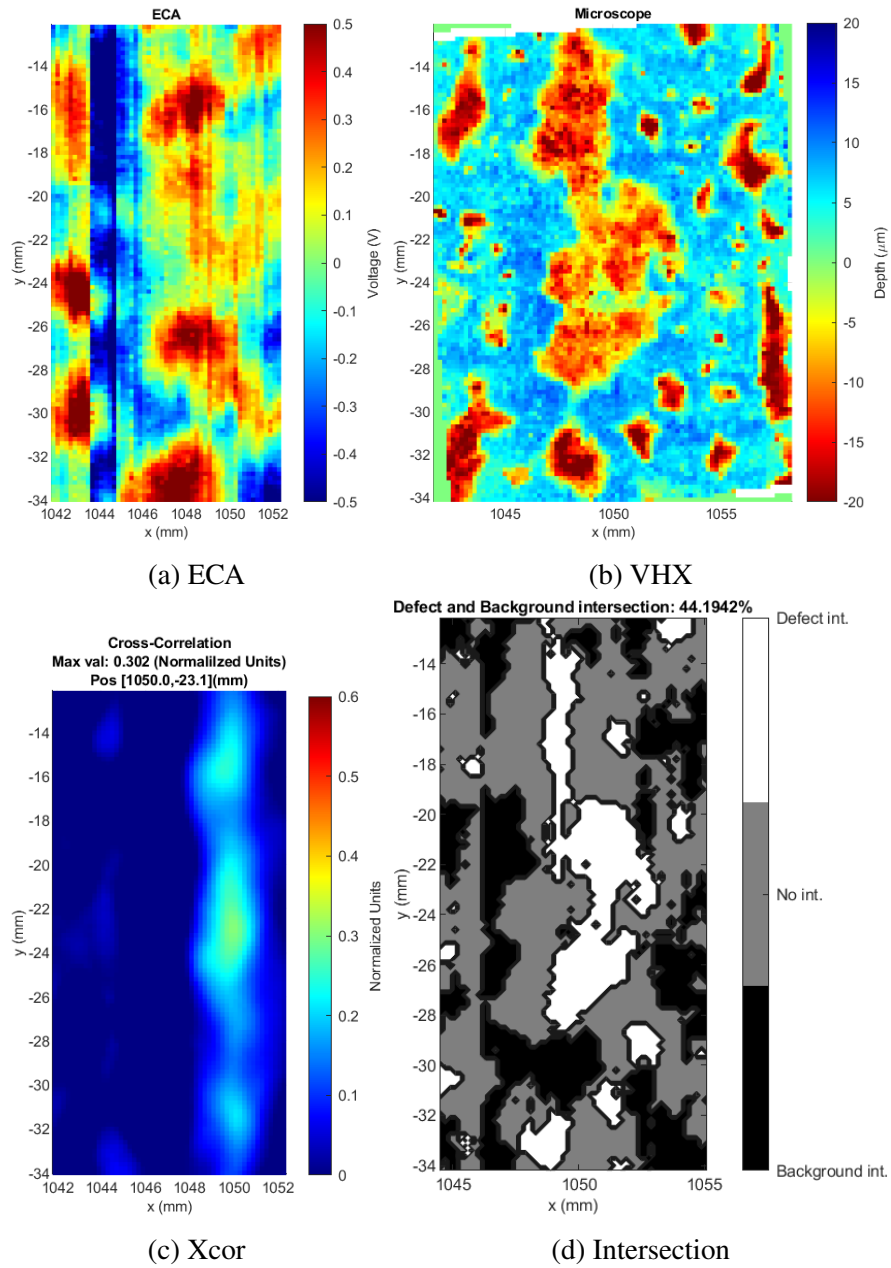 ECA
-14
-16
-18
-20
-22
-24
-26
-28
-30
-32
-34
y (mm)
1042 1044 1046 1048 1050 1052
x (mm)
0.5
0.4
0.3
0.2
0.1
0
-0.1
-0.2
-0.3
-0.4
-0.5
Voltage (V)
(a) ECA
Microscope
-14
-16
-18
-20
-22
-24
-26
-28
-30
-32
-34
y (mm)
1045 1050 1055
x (mm)
20
15
10
5
0
-5
-10
-15
-20
Depth (μm)
(b) VHX
Cross-Correlation
Max val: 0.302 (Normalilzed Units)
Pos [1050.0,-23.1](mm)
-14
-16
-18
-20
-22
-24
-26
-28
-30
-32
-34
y (mm)
1042 1044 1046 1048 1050 1052
x (mm)
0.6
0.5
0.4
0.3
0.2
0.1
0
Normalized Units
(c) Xcor
Defect and Background intersection: 44.1942%
-14
-16
-18
-20
-22
-24
-26
-28
-30
-32
-34
y (mm)
1045 1050 1055
x (mm)
Defect int.
No int.
Background int.
(d) Intersection